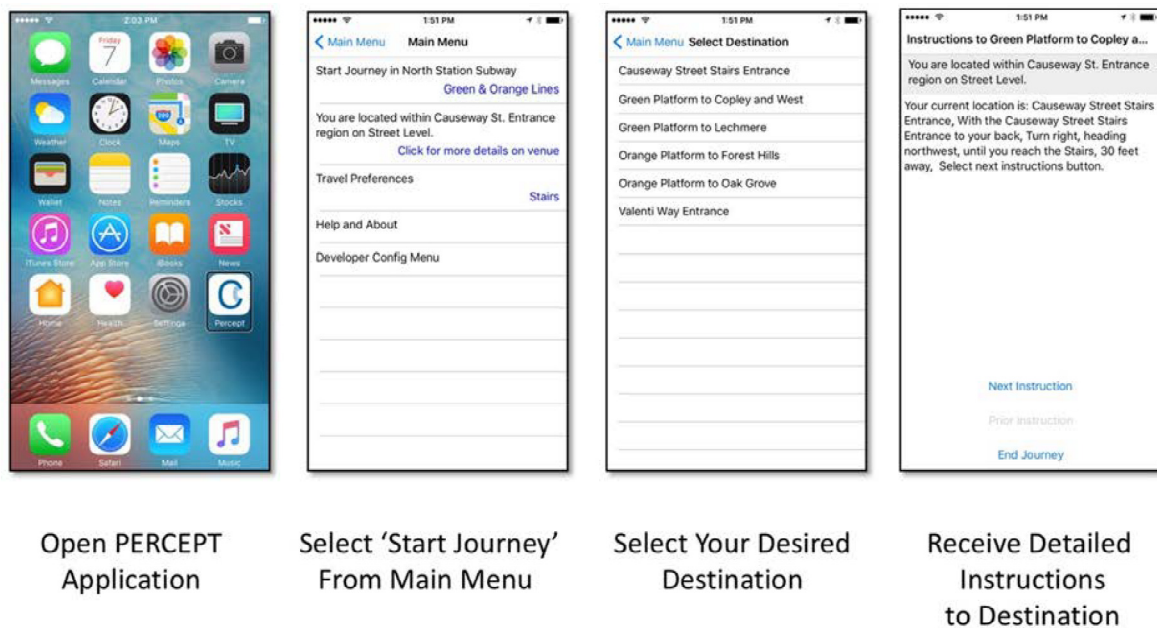 2:03 PM
Friday
7
Messages
Calendar
Photos
Camera
Weather
Clock
Maps
TV
Wallet
Notes
Reminders
Stocks
iTunes Store
App Store
iBooks
News
Home
Health
Settings
Percept
Phone
Safari
Mail
Music
Open PERCEPT
Application
1:51 PM
Main Menu
Main Menu
Start Journey in North Station Subway
Green & Orange Lines
You are located within Causeway St. Entrance
region on Street Level.
Click for more details on venue
Travel Preferences
Stairs
Help and About
Developer Config Menu
Select ‘Start Journey’
From Main Menu
1:51 PM
Main Menu
Select Destination
Causeway Street Stairs Entrance
Green Platform to Copley and West
Green Platform to Lechmere
Orange Platform to Forest Hills
Orange Platform to Oak Grove
Valenti Way Entrance
Select Your Desired
Destination
1:51 PM
Instructions to Green Platform to Copley a...
You are located within Causeway St. Entrance
region on Street Level.
Your current location is: Causeway Street Stairs
Entrance, With the Causeway Street Stairs
Entrance to your back, Turn right, heading
northwest, until you reach the Stairs, 30 feet
away, Select next instructions button.
Next Instruction
Prior Instruction
End Journey
Receive Detailed
Instructions
to Destination